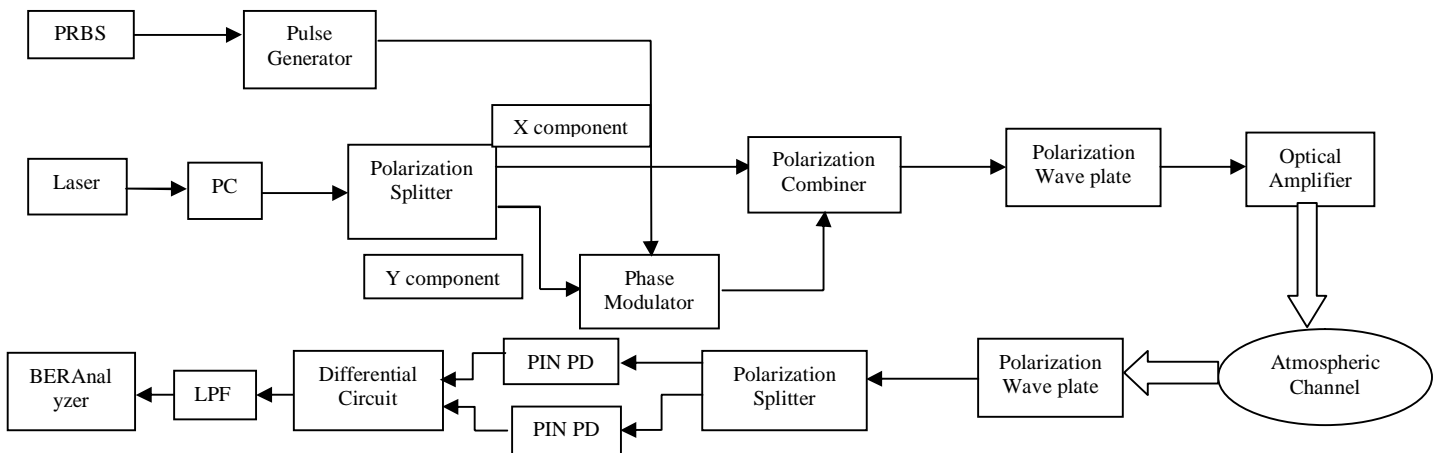 PRBS
Pulse
Generator
X component
Laser
PC
Polarization
Splitter
Polarization
Combiner
Polarization
Wave plate
Optical
Amplifier
Y component
Phase
Modulator
BERAnal
yzer
LPF
Differential
Circuit
PIN PD
PIN PD
Polarization
Splitter
Polarization
Wave plate
Atmospheric
Channel